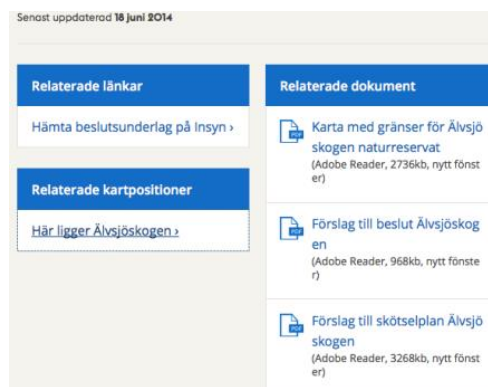 Senast uppdaterad 18 juni 2014
Relaterade länkar
Hämta beslutsunderlag på Insyn ›
Relaterade kartpositioner
Här ligger Älvsjöskogen ›
Relaterade dokument
Karta med gränser för Älvsjö
skogen naturreservat
(Adobe Reader, 2736kb, nytt fönst
er)
Förslag till beslut Älvsjöskog
en
(Adobe Reader, 968kb, nytt fönste
r)
Förslag till skötselplan Älvsjö
skogen
(Adobe Reader, 3268kb, nytt fönst
er)